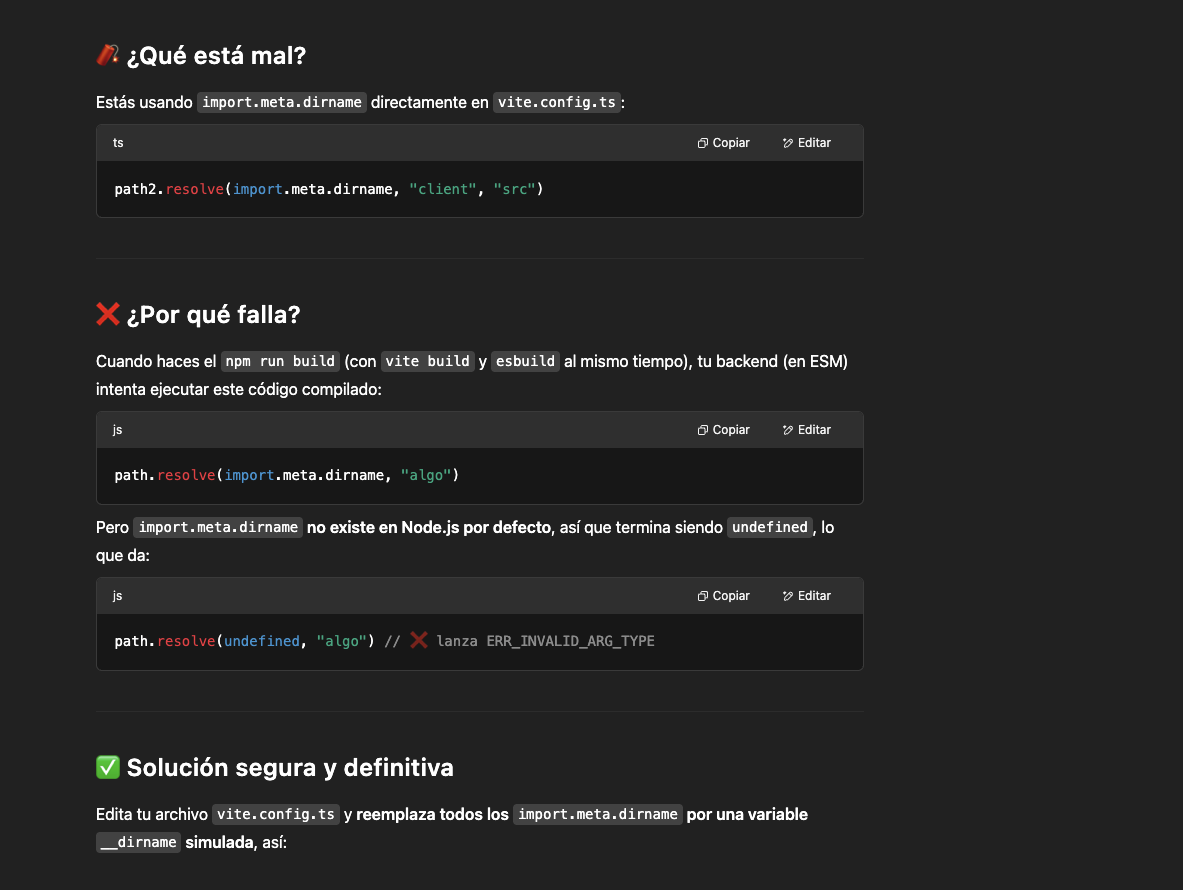 🧨 ¿Qué está mal?
Estás usando import.meta.dirname directamente en vite.config.ts:
ts Copiar Editar
path2.resolve(import.meta.dirname, "client", "src")
❌ ¿Por qué falla?
Cuando haces el npm run build (con vite build y esbuild al mismo tiempo), tu backend (en ESM)
intenta ejecutar este código compilado:
js Copiar Editar
path.resolve(import.meta.dirname, "algo")
Pero import.meta.dirname no existe en Node.js por defecto, así que termina siendo undefined, lo
que da:
js Copiar Editar
path.resolve(undefined, "algo") // ❌ lanza ERR_INVALID_ARG_TYPE
✅ Solución segura y definitiva
Edita tu archivo vite.config.ts y reemplaza todos los import.meta.dirname por una variable
__dirname simulada, así: